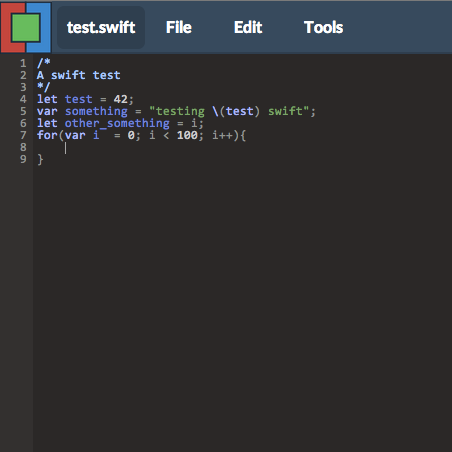 test.swift File Edit Tools
1 /*
2 A swift test
3 */
4 let test = 42;
5 var something = "testing \(test) swift";
6 let other_something = i;
7 for(var i  = 0; i < 100; i++){
8
9 }